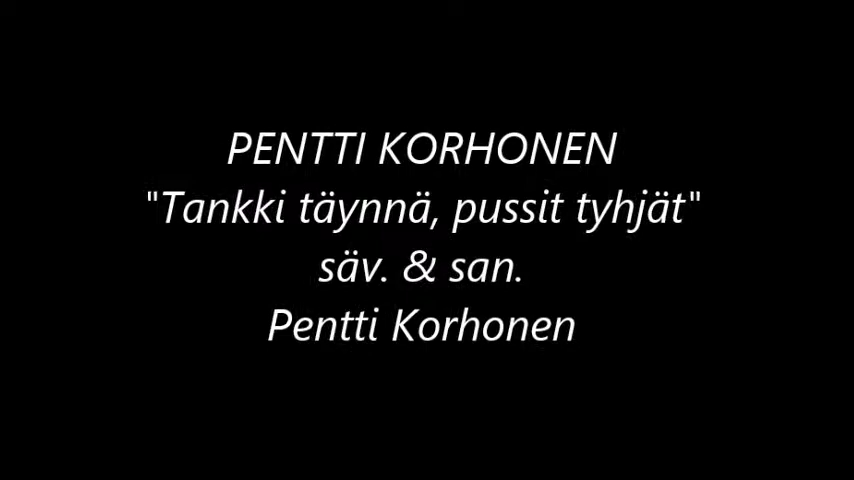 PENTTI KORHONEN
"Tankki täynnä, pussit tyhjät"
säv. & san.
Pentti Korhonen